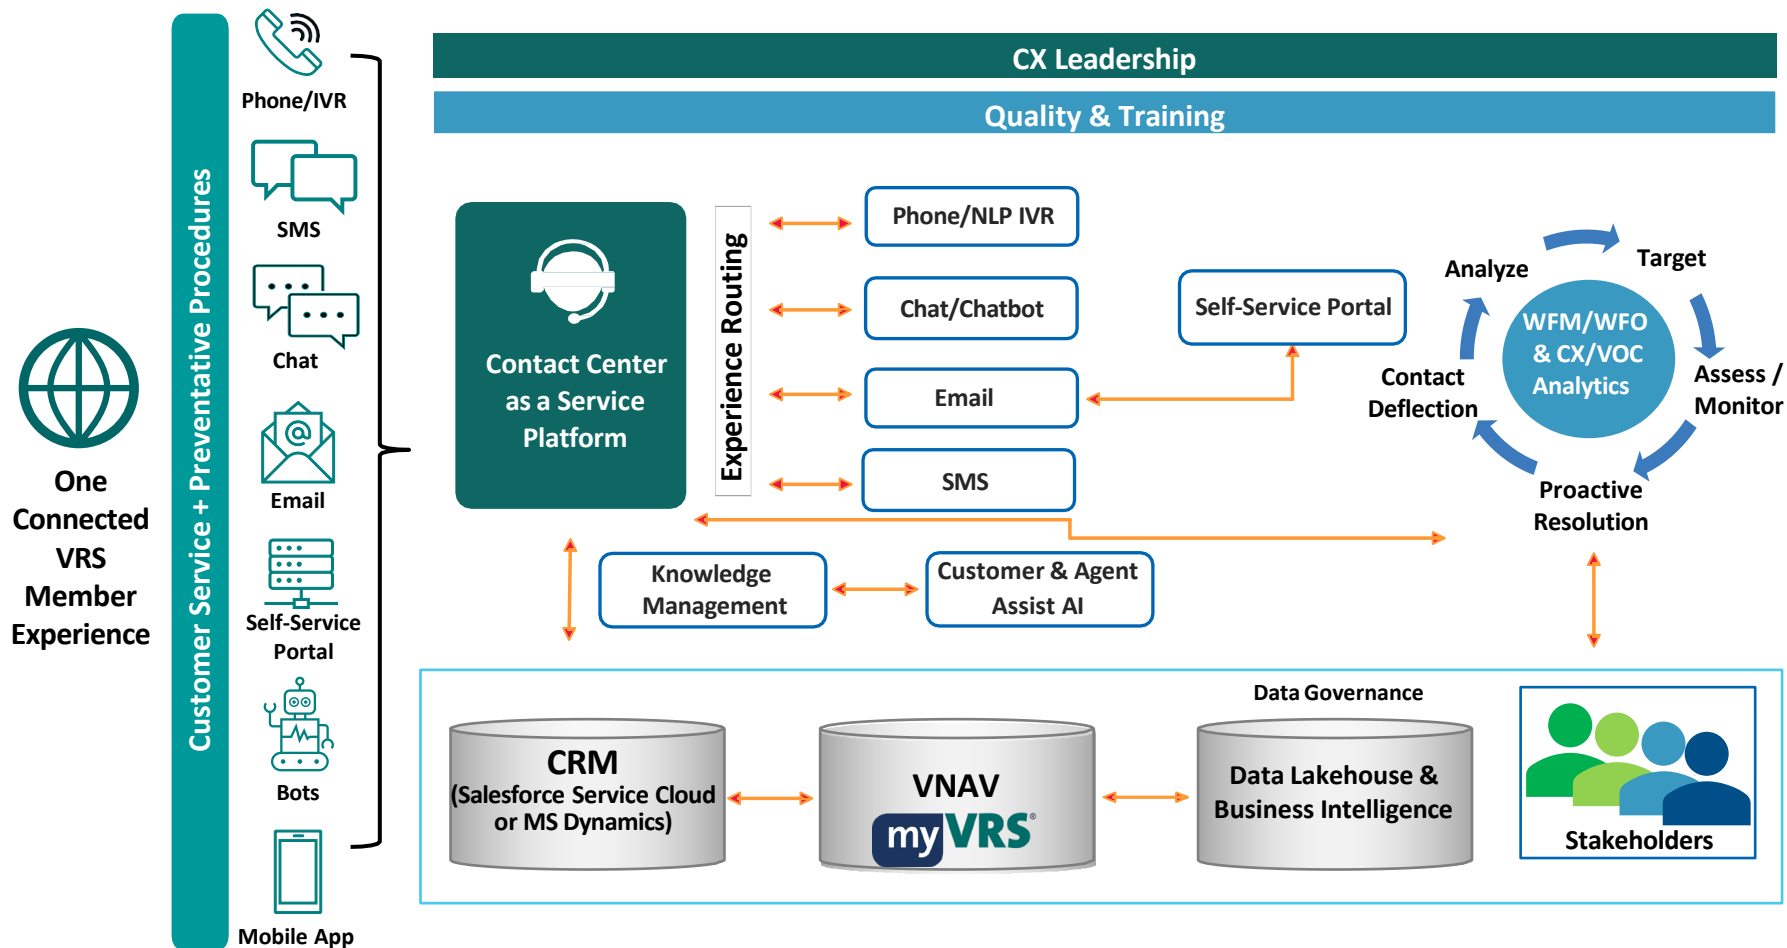 One
Connected
VRS
Member
Experience
Customer Service + Preventative Procedures
Phone/IVR
SMS
Chat
Email
Self-Service
Portal
Bots
Mobile App
CX Leadership
Quality & Training
Contact Center
as a Service
Platform
Experience Routing
Phone/NLP IVR
Chat/Chatbot
Email
SMS
Self-Service Portal
Knowledge
Management
Customer & Agent
Assist AI
Analyze
Target
Assess /
Monitor
Proactive
Resolution
Contact
Deflection
WFM/WFO
& CX/VOC
Analytics
CRM
(Salesforce Service Cloud
or MS Dynamics)
VNAV
myVRS®
Data Governance
Data Lakehouse &
Business Intelligence
Stakeholders